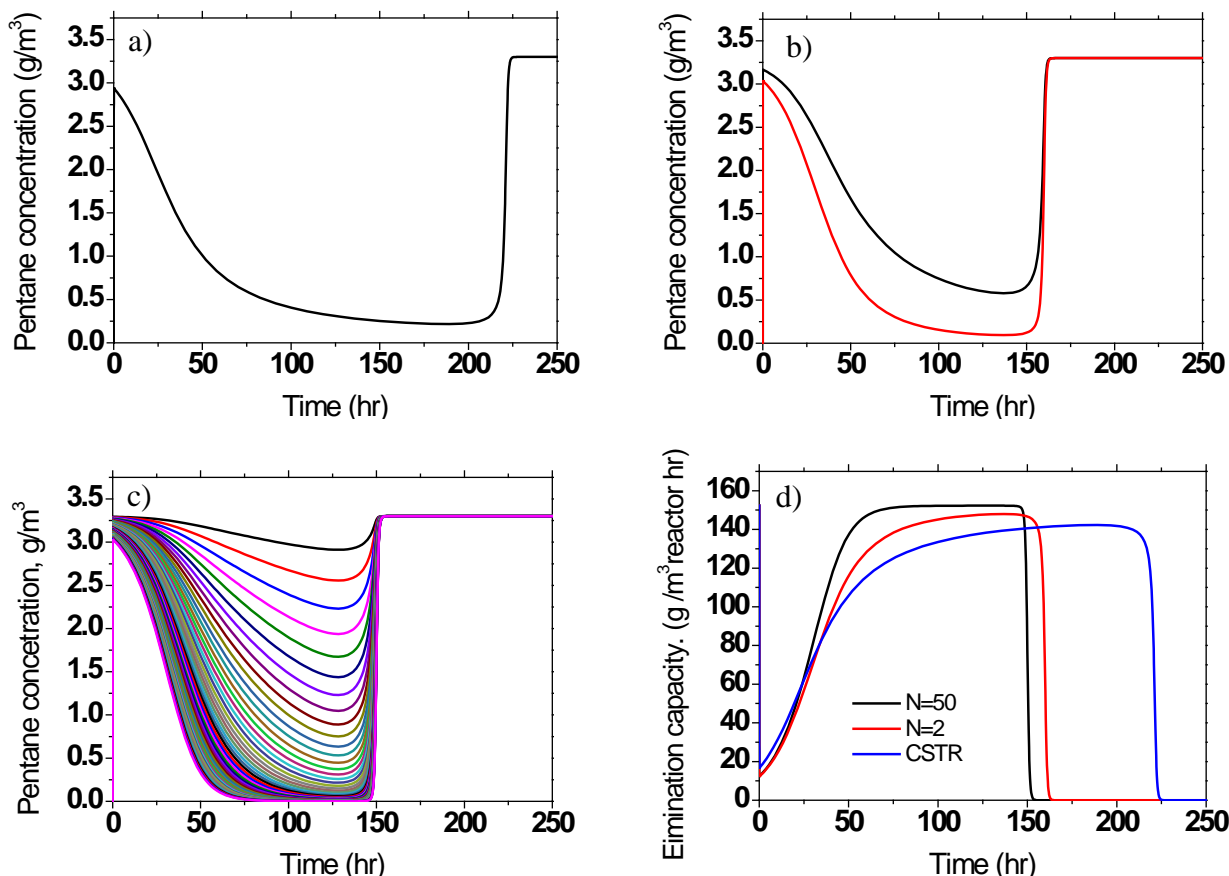 a)
Pentane concentration (g/m³)
3.5
3.0
2.5
2.0
1.5
1.0
0.5
0.0
0 50 100 150 200 250
Time (hr)
b)
Pentane concentration (g/m³)
3.5
3.0
2.5
2.0
1.5
1.0
0.5
0.0
0 50 100 150 200 250
Time (hr)
c)
Pentane concetration, g/m³
3.5
3.0
2.5
2.0
1.5
1.0
0.5
0.0
0 50 100 150 200 250
Time (hr)
d)
Eimination capacity. (g /m³reactor hr)
160
140
120
100
80
60
40
20
0
N=50
N=2
CSTR
0 50 100 150 200 250
Time (hr)